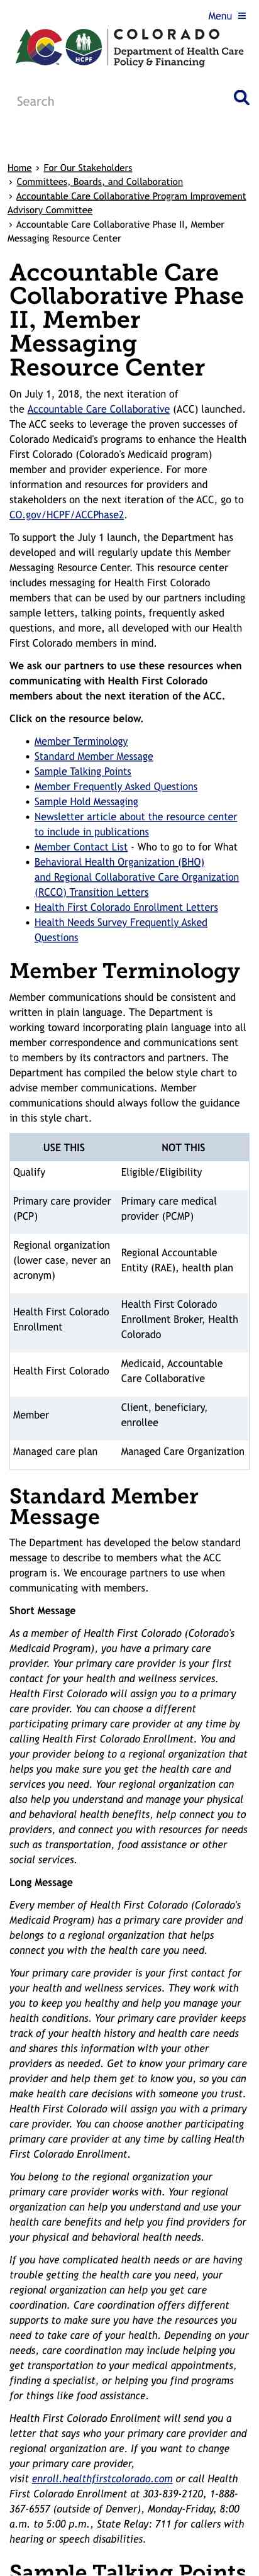 Menu ≡
COLORADO
Department of Health Care
Policy & Financing
HCPF
Search
Home › For Our Stakeholders
› Committees, Boards, and Collaboration
› Accountable Care Collaborative Program Improvement
Advisory Committee
› Accountable Care Collaborative Phase II, Member
Messaging Resource Center
Accountable Care
Collaborative Phase
II, Member
Messaging
Resource Center
On July 1, 2018, the next iteration of
the Accountable Care Collaborative (ACC) launched.
The ACC seeks to leverage the proven successes of
Colorado Medicaid's programs to enhance the Health
First Colorado (Colorado's Medicaid program)
member and provider experience. For more
information and resources for providers and
stakeholders on the next iteration of the ACC, go to
CO.gov/HCPF/ACCPhase2.
To support the July 1 launch, the Department has
developed and will regularly update this Member
Messaging Resource Center. This resource center
includes messaging for Health First Colorado
members that can be used by our partners including
sample letters, talking points, frequently asked
questions, and more, all developed with our Health
First Colorado members in mind.
We ask our partners to use these resources when
communicating with Health First Colorado
members about the next iteration of the ACC.
Click on the resource below.
• Member Terminology
• Standard Member Message
• Sample Talking Points
• Member Frequently Asked Questions
• Sample Hold Messaging
• Newsletter article about the resource center
to include in publications
• Member Contact List - Who to go to for What
• Behavioral Health Organization (BHO)
and Regional Collaborative Care Organization
(RCCO) Transition Letters
• Health First Colorado Enrollment Letters
• Health Needs Survey Frequently Asked
Questions
Member Terminology
Member communications should be consistent and
written in plain language. The Department is
working toward incorporating plain language into all
member correspondence and communications sent
to members by its contractors and partners. The
Department has compiled the below style chart to
advise member communications. Member
communications should always follow the guidance
in this style chart.
USE THIS NOT THIS
Qualify Eligible/Eligibility
Primary care provider
(PCP)
Primary care medical
provider (PCMP)
Regional organization
(lower case, never an
acronym)
Regional Accountable
Entity (RAE), health plan
Health First Colorado
Enrollment
Health First Colorado
Enrollment Broker, Health
Colorado
Health First Colorado
Medicaid, Accountable
Care Collaborative
Member
Client, beneficiary,
enrollee
Managed care plan Managed Care Organization
Standard Member
Message
The Department has developed the below standard
message to describe to members what the ACC
program is. We encourage partners to use when
communicating with members.
Short Message
As a member of Health First Colorado (Colorado's
Medicaid Program), you have a primary care
provider. Your primary care provider is your first
contact for your health and wellness services.
Health First Colorado will assign you to a primary
care provider. You can choose a different
participating primary care provider at any time by
calling Health First Colorado Enrollment. You and
your provider belong to a regional organization that
helps you make sure you get the health care and
services you need. Your regional organization can
also help you understand and manage your physical
and behavioral health benefits, help connect you to
providers, and connect you with resources for needs
such as transportation, food assistance or other
social services.
Long Message
Every member of Health First Colorado (Colorado's
Medicaid Program) has a primary care provider and
belongs to a regional organization that helps
connect you with the health care you need.
Your primary care provider is your first contact for
your health and wellness services. They work with
you to keep you healthy and help you manage your
health conditions. Your primary care provider keeps
track of your health history and health care needs
and shares this information with your other
providers as needed. Get to know your primary care
provider and help them get to know you, so you can
make health care decisions with someone you trust.
Health First Colorado will assign you with a primary
care provider. You can choose another participating
primary care provider at any time by calling Health
First Colorado Enrollment.
You belong to the regional organization your
primary care provider works with. Your regional
organization can help you understand and use your
health care benefits and help you find providers for
your physical and behavioral health needs.
If you have complicated health needs or are having
trouble getting the health care you need, your
regional organization can help you get care
coordination. Care coordination offers different
supports to make sure you have the resources you
need to take care of your health. Depending on your
needs, care coordination may include helping you
get transportation to your medical appointments,
finding a specialist, or helping you find programs
for things like food assistance.
Health First Colorado Enrollment will send you a
letter that says who your primary care provider and
regional organization are. If you want to change
your primary care provider,
visit enroll.healthfirstcolorado.com or call Health
First Colorado Enrollment at 303-839-2120, 1-888-
367-6557 (outside of Denver), Monday-Friday, 8:00
a.m. to 5:00 p.m., State Relay: 711 for callers with
hearing or speech disabilities.
Sample Talking Points